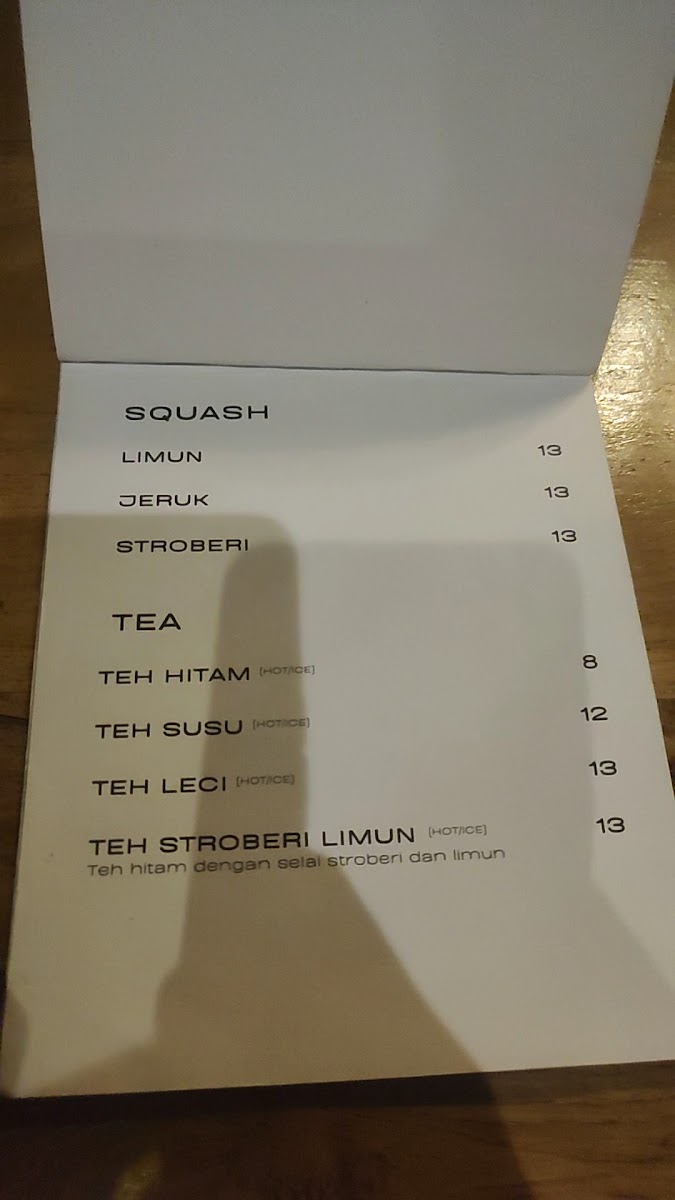 SQUASH
LIMUN 13
JERUK 13
STROBERI 13
TEA
TEH HITAM [HOT/ICE] 8
TEH SUSU [HOT/ICE] 12
TEH LECI [HOT/ICE] 13
TEH STROBERI LIMUN [HOT/ICE] 13
Teh hitam dengan selai stroberi dan limun